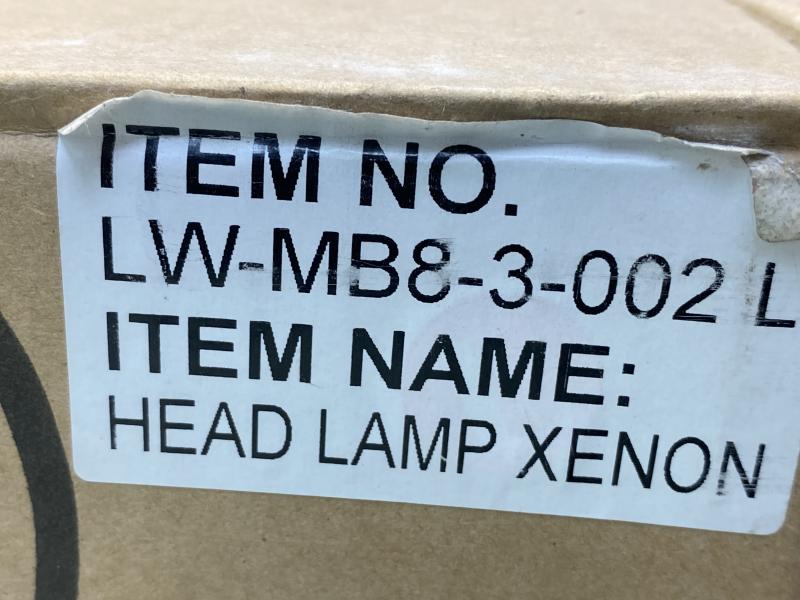 ITEM NO.
LW-MB8-3-002 L
ITEM NAME:
HEAD LAMP XENON